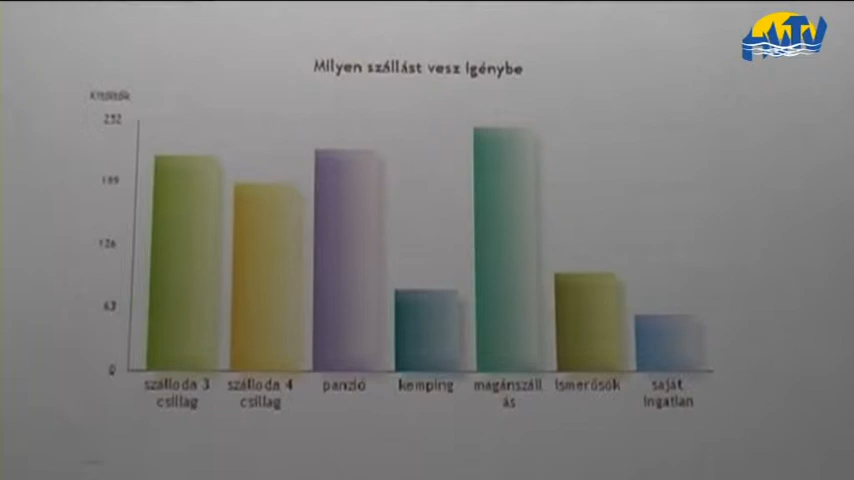 Milyen szállást vesz igénybe
Kitöltők
252
189
126
63
0
szálloda 3
csillag
szálloda 4
csillag
panzió
kemping
magánszáll
ás
ismerősök
saját
ingatlan